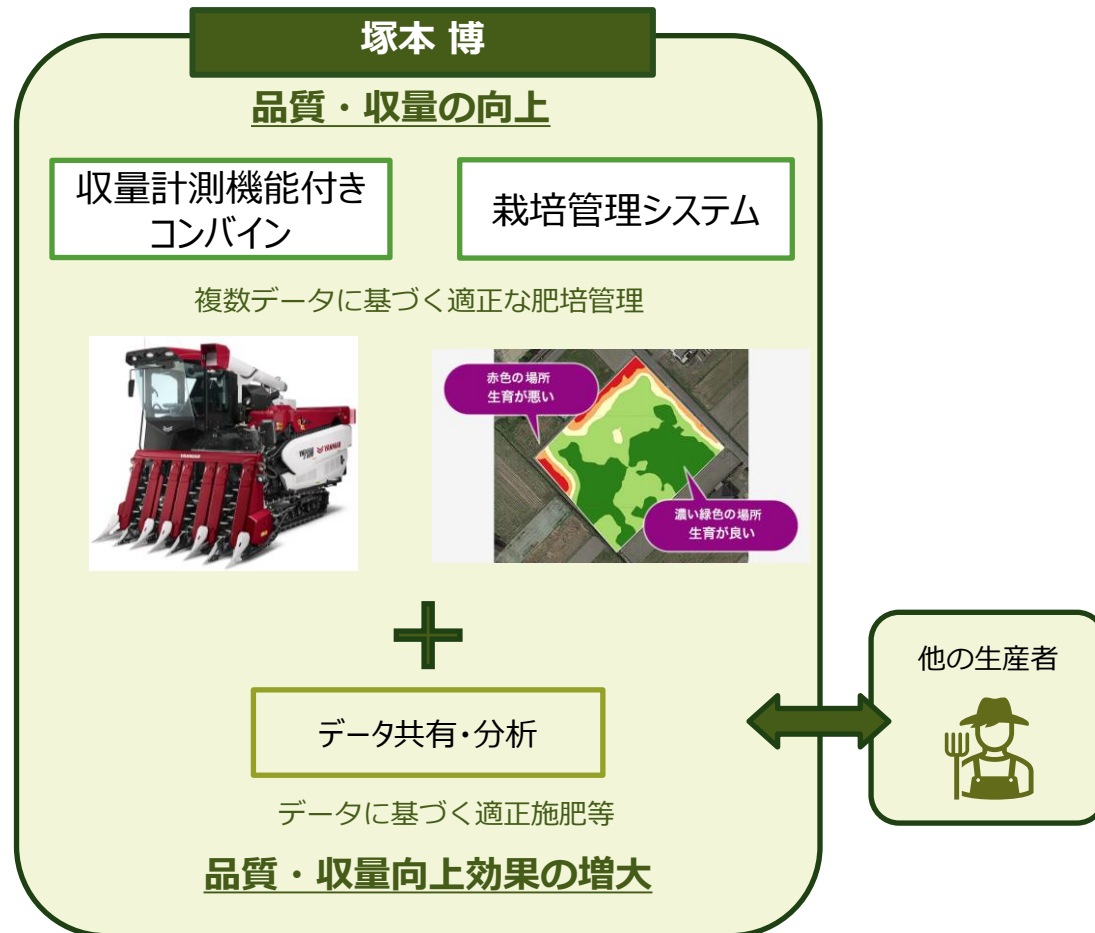 塚本 博
品質・収量の向上
収量計測機能付き
コンバイン
栽培管理システム
複数データに基づく適正な肥培管理
YANMAR
YANMAR
赤色の場所
生育が悪い
濃い緑色の場所
生育が良い
データ共有・分析
データに基づく適正施肥等
品質・収量向上効果の増大
他の生産者